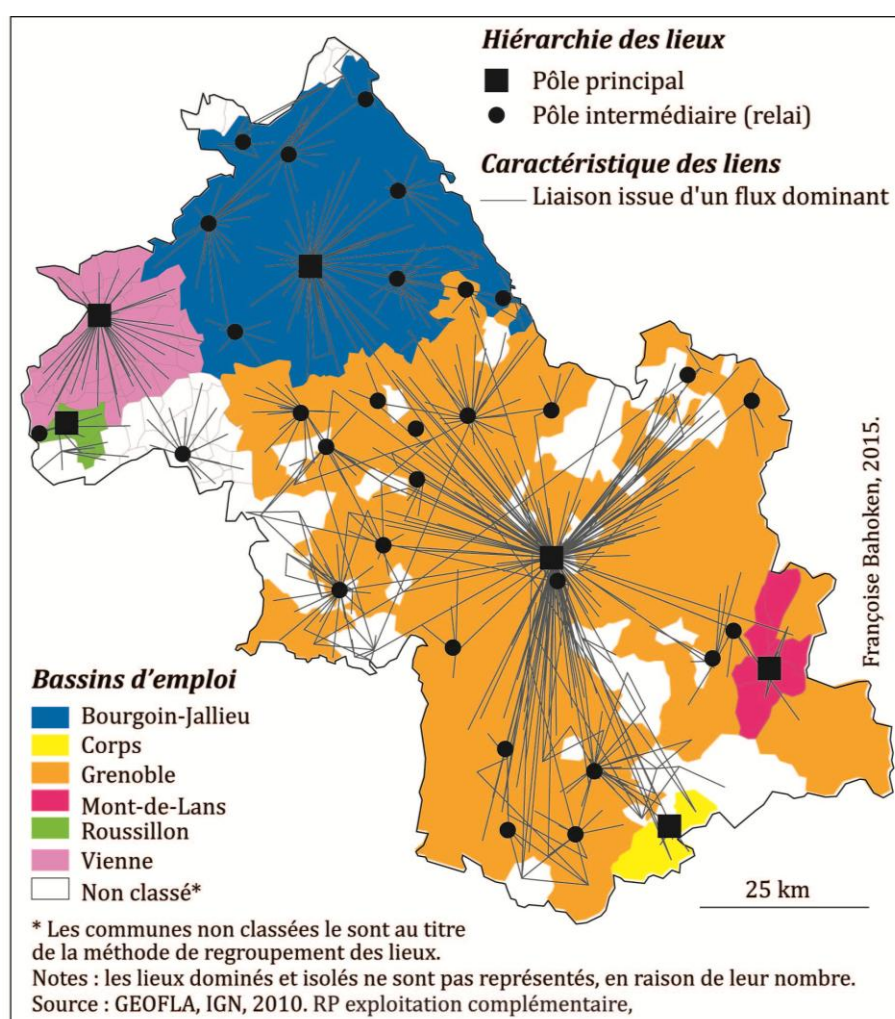 Hiérarchie des lieux
Pôle principal
Pôle intermédiaire (relai)
Caractéristique des liens
Liaison issue d'un flux dominant
Françoise Bahoken, 2015.
Bassins d'emploi
Bourgoin-Jallieu
Corps
Grenoble
Mont-de-Lans
Roussillon
Vienne
Non classé*
25 km
* Les communes non classées le sont au titre
de la méthode de regroupement des lieux.
Notes : les lieux dominés et isolés ne sont pas représentés, en raison de leur nombre.
Source : GEOFLA, IGN, 2010. RP exploitation complémentaire,